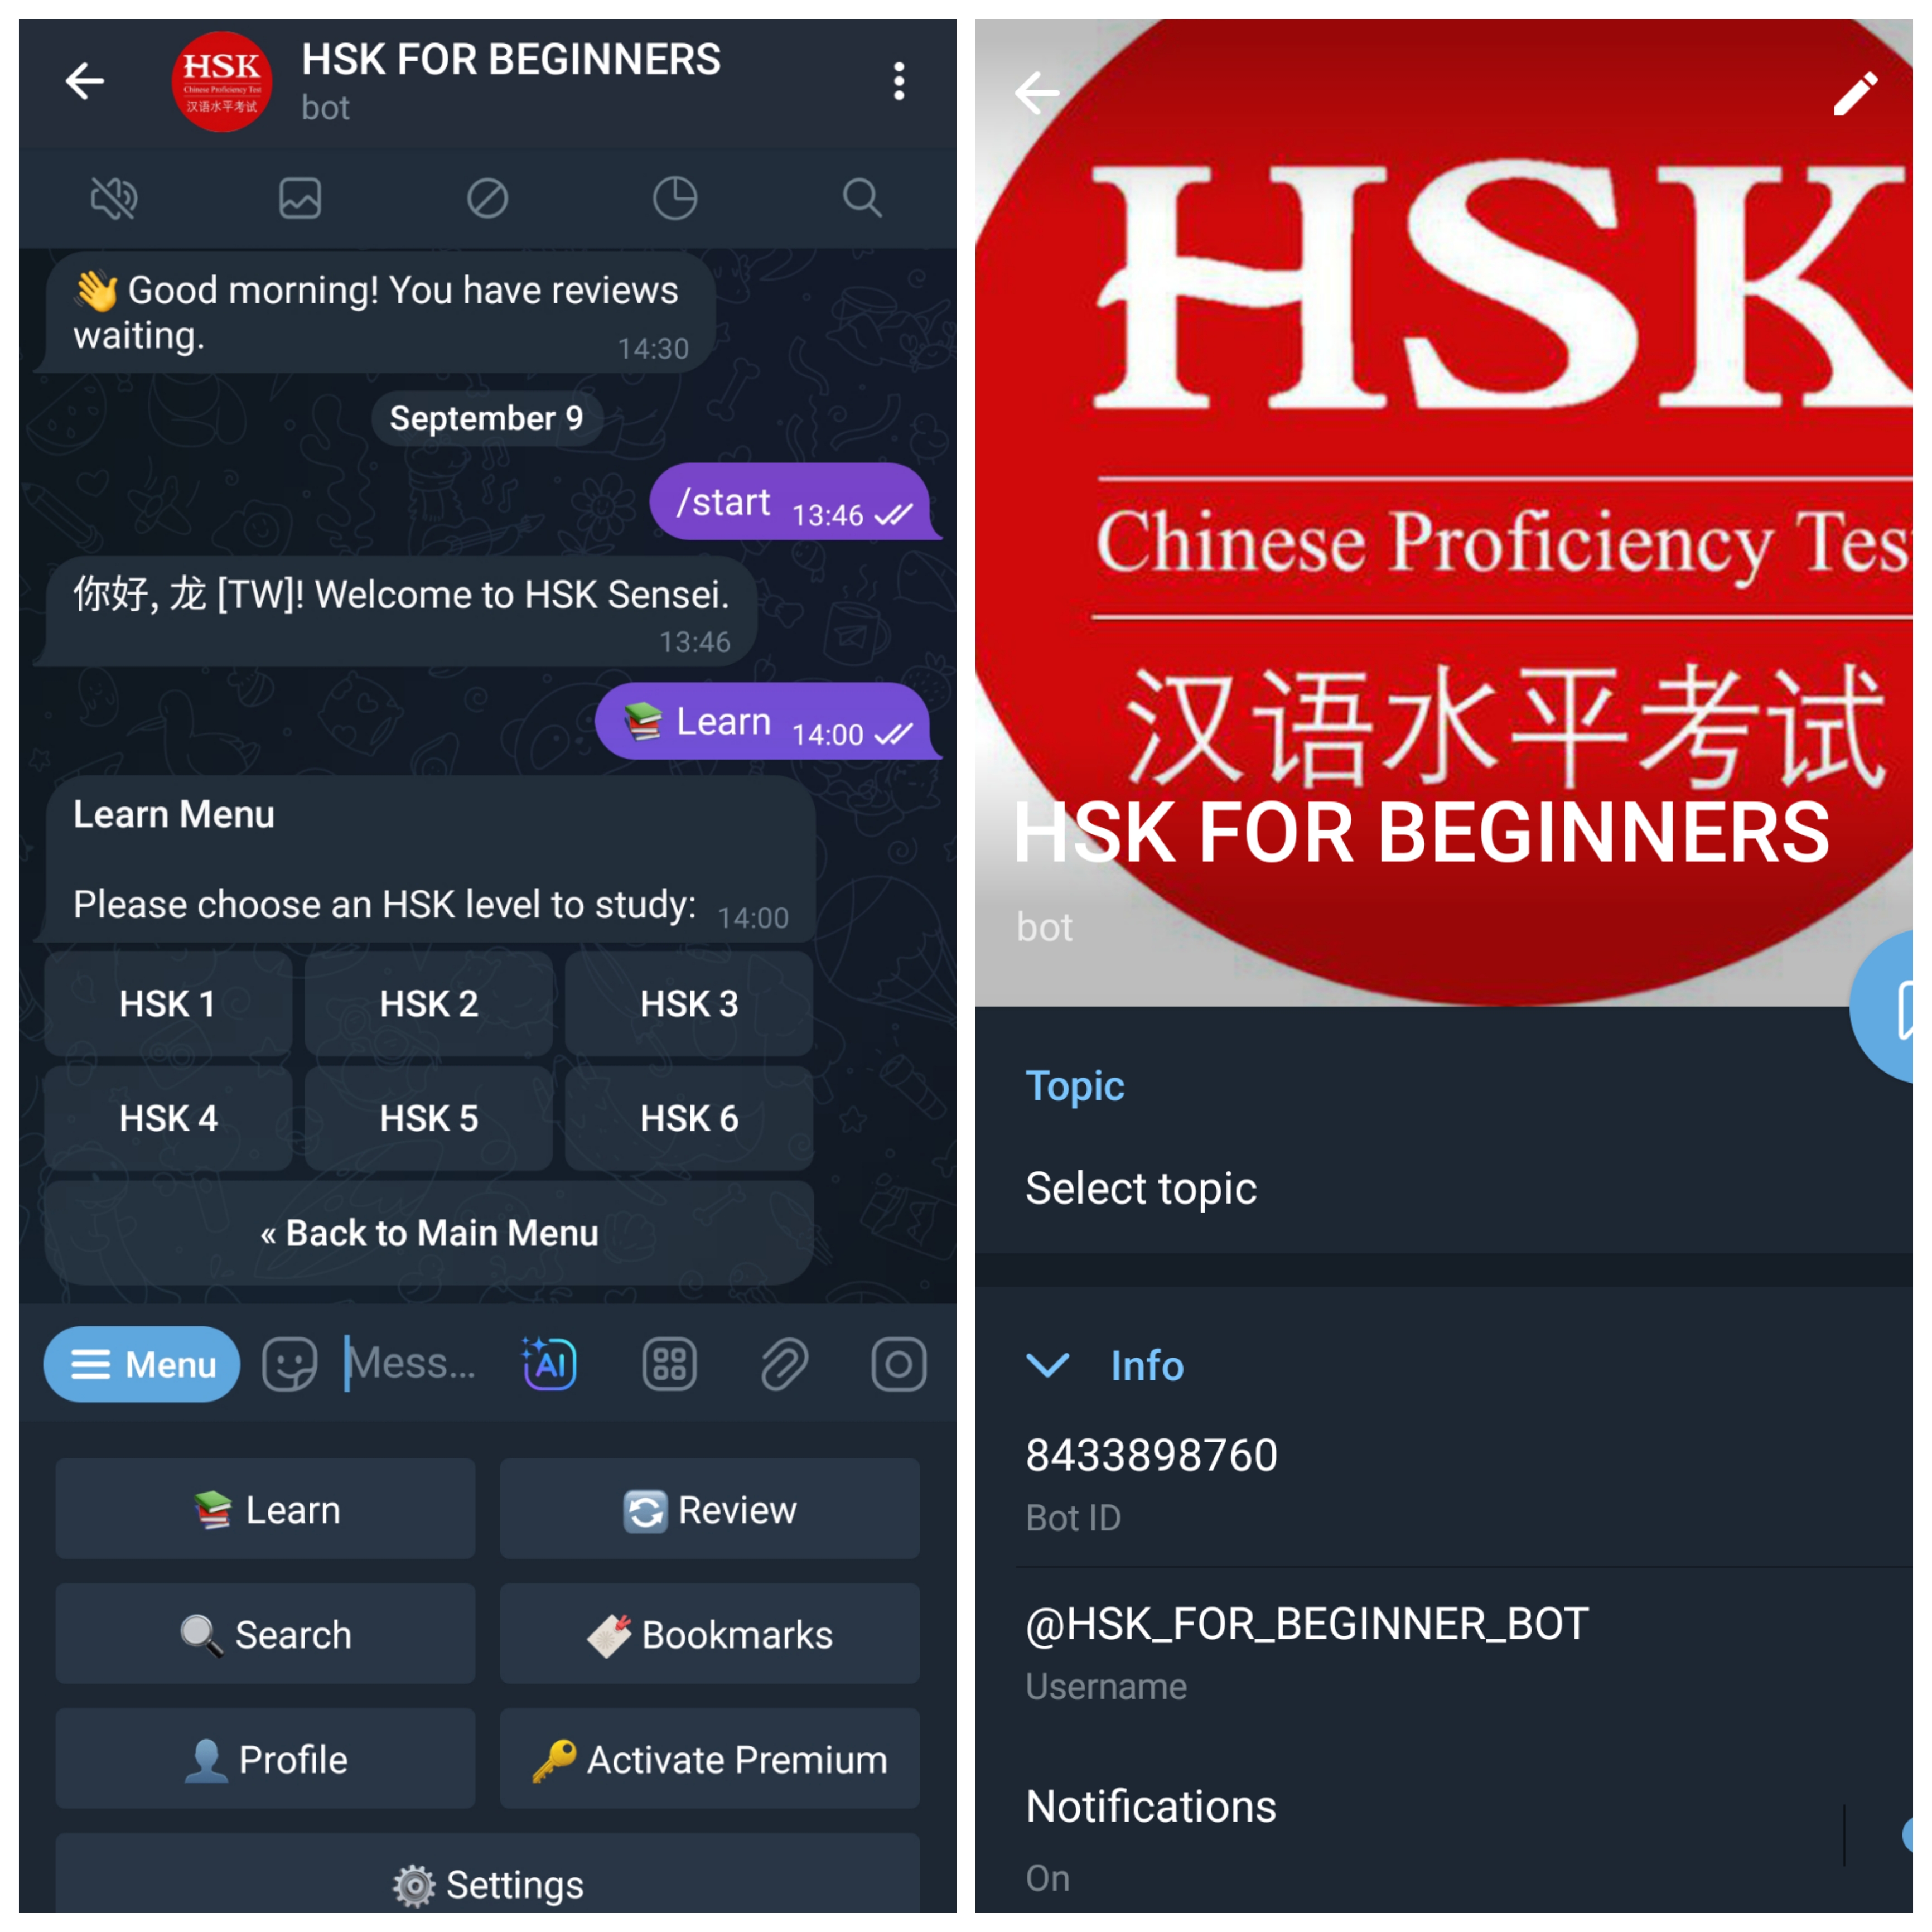 HSK
Chinese Proficiency Test
汉语水平考试
HSK FOR BEGINNERS
bot
👋 Good morning! You have reviews
waiting.
14:30
September 9
/start 13:46
你好, 龙 [TW]! Welcome to HSK Sensei.
13:46
📚 Learn 14:00
Learn Menu
Please choose an HSK level to study: 14:00
HSK 1 HSK 2 HSK 3
HSK 4 HSK 5 HSK 6
« Back to Main Menu
Menu Mess... AI
📚 Learn 🔄 Review
🔍 Search 🔖 Bookmarks
👤 Profile 🔑 Activate Premium
⚙️ Settings
HSK
Chinese Proficiency Tes
汉语水平考试
HSK FOR BEGINNERS
bot
Topic
Select topic
Info
8433898760
Bot ID
@HSK_FOR_BEGINNER_BOT
Username
Notifications
On